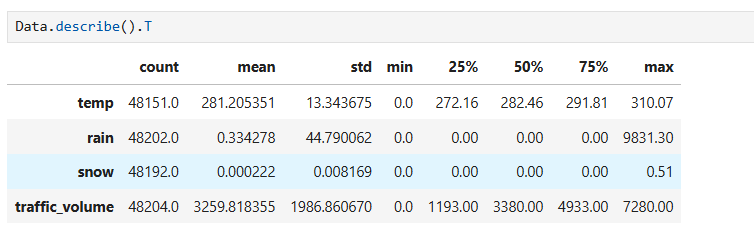 Data.describe().T
count mean std min 25% 50% 75% max
temp 48151.0 281.205351 13.343675 0.0 272.16 282.46 291.81 310.07
rain 48202.0 0.334278 44.790062 0.0 0.00 0.00 0.00 9831.30
snow 48192.0 0.000222 0.008169 0.0 0.00 0.00 0.00 0.51
traffic_volume 48204.0 3259.818355 1986.860670 0.0 1193.00 3380.00 4933.00 7280.00